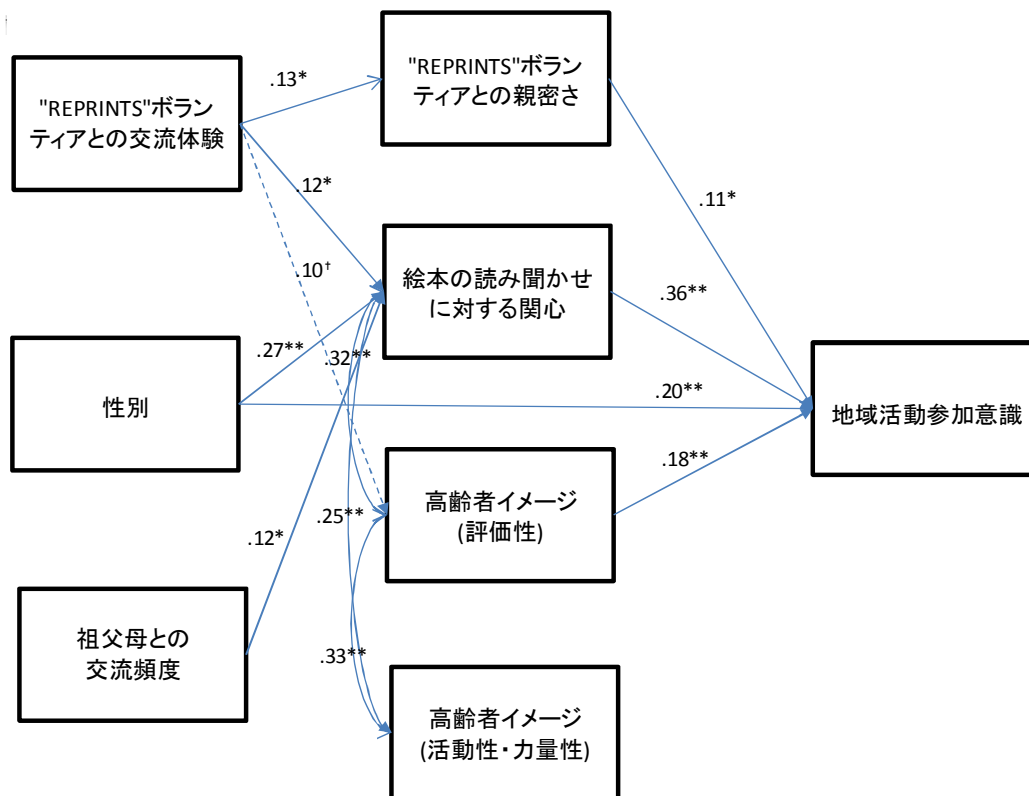 "REPRINTS"ボラン
ティアとの交流体験
.13*
"REPRINTS"ボラン
ティアとの親密さ
.12*
.11*
.10†
絵本の読み聞かせ
に対する関心
.36**
.27**
.32**
性別
.20**
地域活動参加意識
.18**
高齢者イメージ
(評価性)
.25**
.12*
祖父母との
交流頻度
.33**
高齢者イメージ
(活動性・力量性)